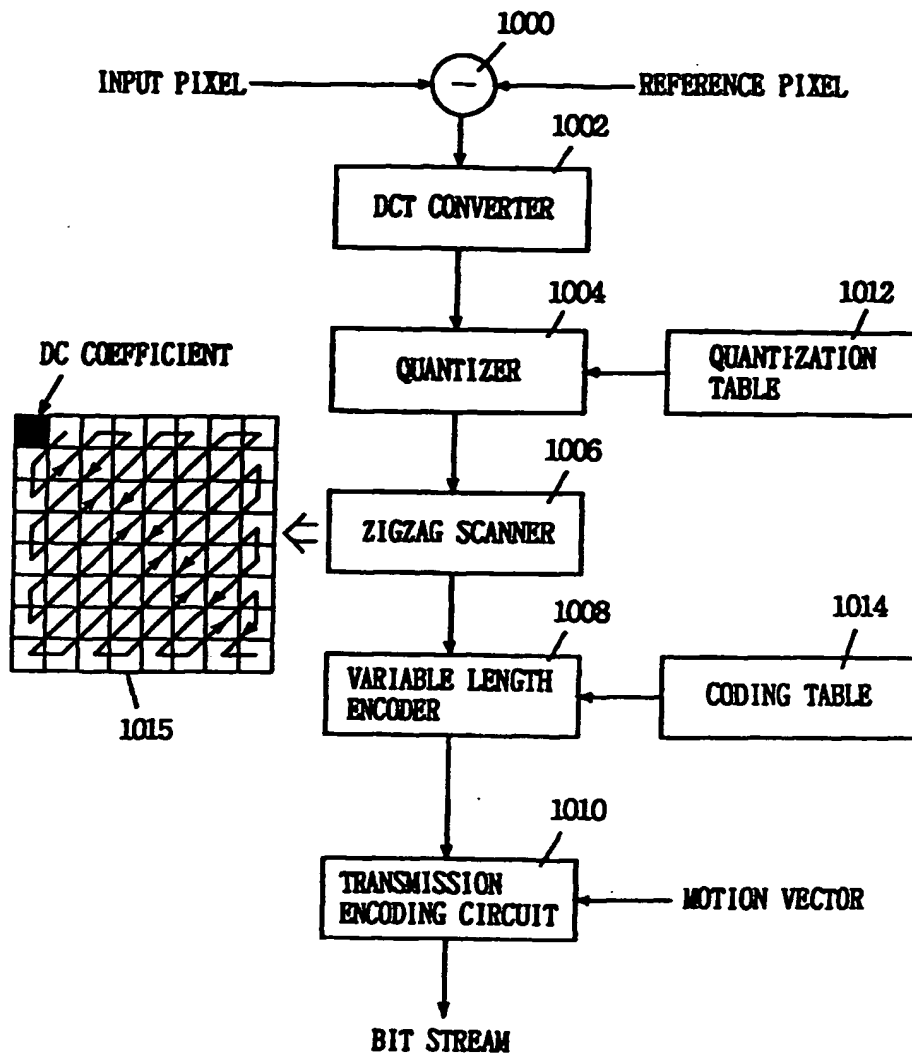 1000
INPUT PIXEL
−
REFERENCE PIXEL
1002
DCT CONVERTER
1004
1012
DC COEFFICIENT
QUANTIZER
QUANTIZATION
TABLE
1006
ZIGZAG SCANNER
1008
1014
VARIABLE LENGTH
ENCODER
CODING TABLE
1015
1010
TRANSMISSION
ENCODING CIRCUIT
MOTION VECTOR
BIT STREAM